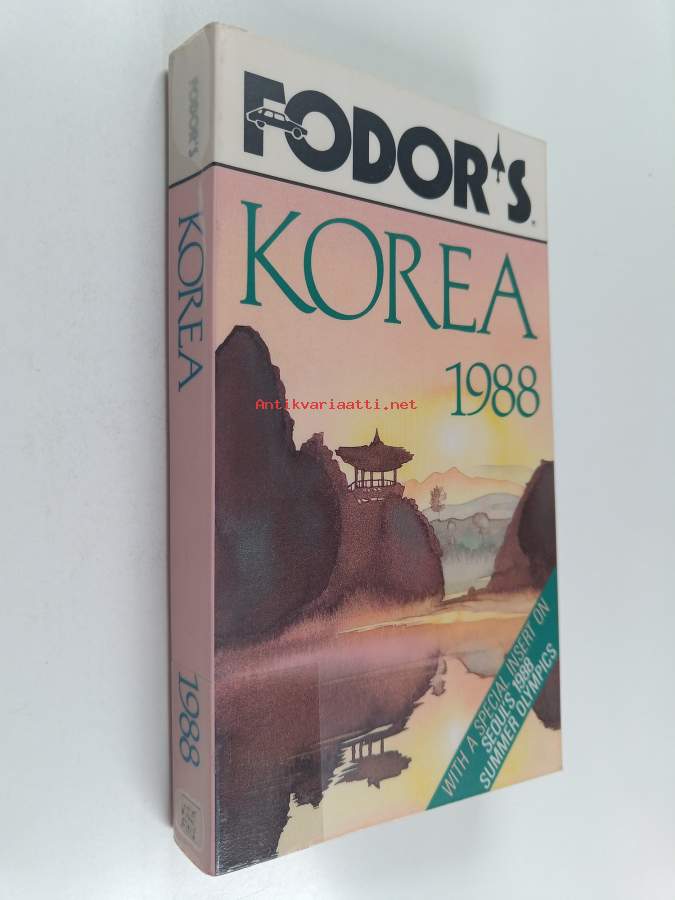 FODOR'S
KOREA
1988
FODOR'S
KOREA
1988
Antikvariaatti.net
WITH A SPECIAL INSERT ON
SEOUL'S 1988
SUMMER OLYMPICS